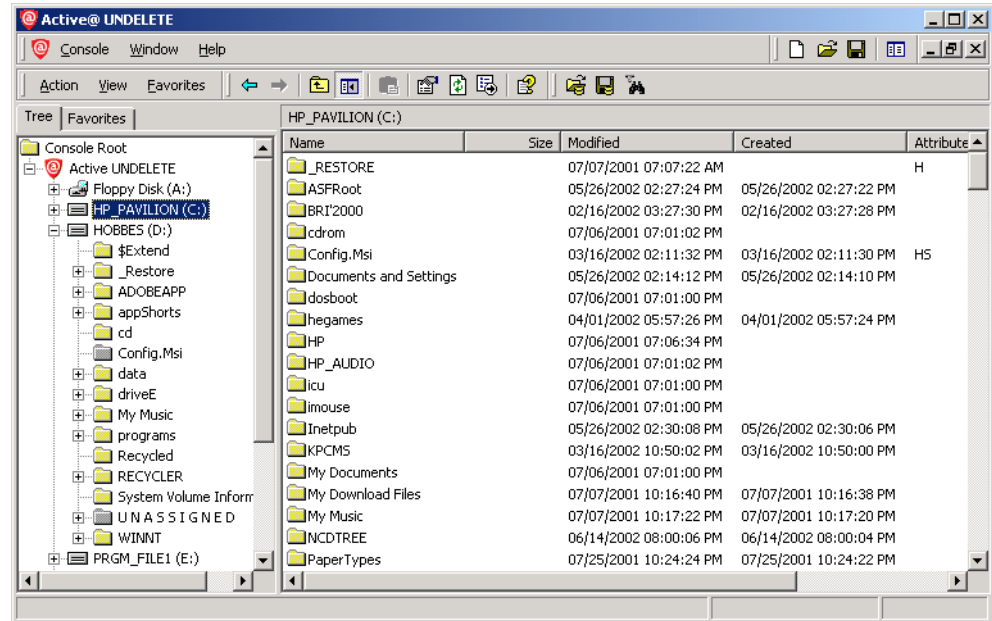 Active@ UNDELETE
Console Window Help
Action View Favorites
Tree Favorites HP_PAVILION (C:)
Console Root
Active UNDELETE
Floppy Disk (A:)
HP_PAVILION (C:)
HOBBES (D:)
$Extend
_Restore
ADOBEAPP
appShorts
cd
Config.Msi
data
driveE
My Music
programs
Recycled
RECYCLER
System Volume Inform
U N A S S I G N E D
WINNT
PRGM_FILE1 (E:)
Name Size Modified Created Attribute
_RESTORE 07/07/2001 07:07:22 AM H
ASFRoot 05/26/2002 02:27:24 PM 05/26/2002 02:27:22 PM
BRI'2000 02/16/2002 03:27:30 PM 02/16/2002 03:27:28 PM
cdrom 07/06/2001 07:01:02 PM
Config.Msi 03/16/2002 02:11:32 PM 03/16/2002 02:11:30 PM HS
Documents and Settings 05/26/2002 02:14:12 PM 05/26/2002 02:14:10 PM
dosboot 07/06/2001 07:01:00 PM
hegames 04/01/2002 05:57:26 PM 04/01/2002 05:57:24 PM
HP 07/06/2001 07:06:34 PM
HP_AUDIO 07/06/2001 07:01:02 PM
icu 07/06/2001 07:01:00 PM
imouse 07/06/2001 07:01:00 PM
Inetpub 05/26/2002 02:30:08 PM 05/26/2002 02:30:06 PM
KPCMS 03/16/2002 10:50:02 PM 03/16/2002 10:50:00 PM
My Documents 07/06/2001 07:01:00 PM
My Download Files 07/07/2001 10:16:40 PM 07/07/2001 10:16:38 PM
My Music 07/07/2001 10:17:22 PM 07/07/2001 10:17:20 PM
NCDTREE 06/14/2002 08:00:06 PM 06/14/2002 08:00:04 PM
PaperTypes 07/25/2001 10:24:24 PM 07/25/2001 10:24:22 PM